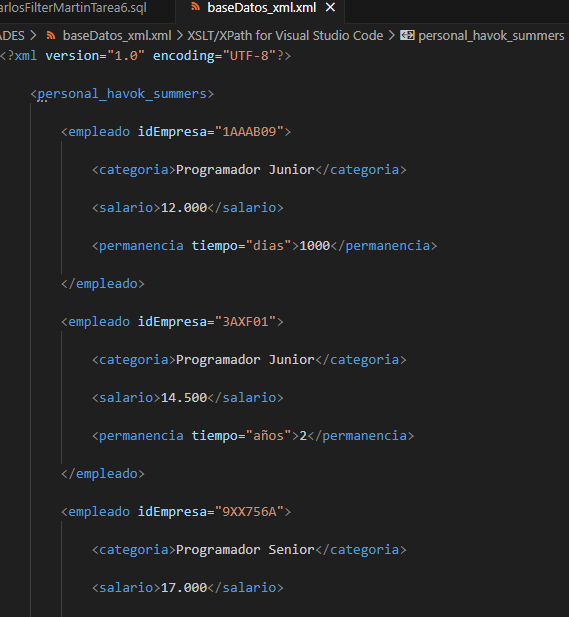 arlosFilterMartinTarea6.sql baseDatos_xml.xml
ADES > baseDatos_xml.xml > XSLT/XPath for Visual Studio Code > personal_havok_summers
<?xml version="1.0" encoding="UTF-8"?>
<personal_havok_summers>
<empleado idEmpresa="1AAAB09">
<categoria>Programador Junior</categoria>
<salario>12.000</salario>
<permanencia tiempo="dias">1000</permanencia>
</empleado>
<empleado idEmpresa="3AXF01">
<categoria>Programador Junior</categoria>
<salario>14.500</salario>
<permanencia tiempo="años">2</permanencia>
</empleado>
<empleado idEmpresa="9XX756A">
<categoria>Programador Senior</categoria>
<salario>17.000</salario>